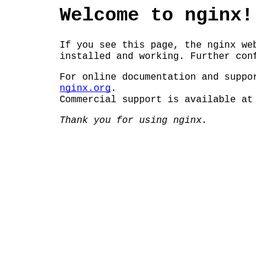 Welcome to nginx!
If you see this page, the nginx web
installed and working. Further conf
For online documentation and suppor
nginx.org.
Commercial support is available at
Thank you for using nginx.